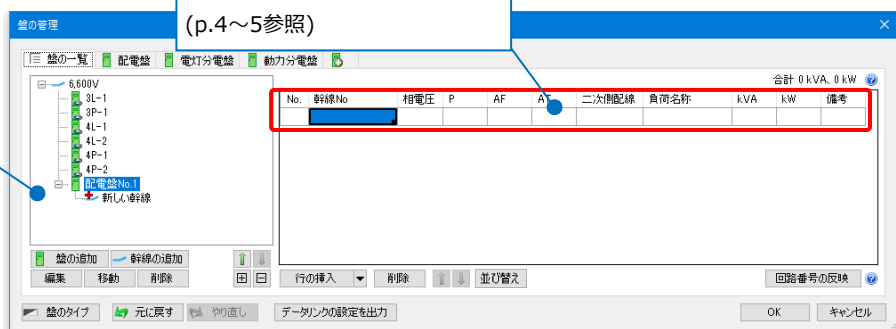 (p.4～5参照)
盤の管理
盤の一覧 配電盤 電灯分電盤 動力分電盤
合計 0 kVA、0 kW
6,600V
3L-1
3P-1
4L-1
4L-2
4P-1
4P-2
配電盤No.1
新しい幹線
No. 幹線No 相電圧 P AF AT 二次側配線 負荷名称 kVA kW 備考
盤の追加 幹線の追加
編集 移動 削除
行の挿入 削除 並び替え 回路番号の反映
盤のタイプ 元に戻す やり直し データリンクの設定を出力 OK キャンセル